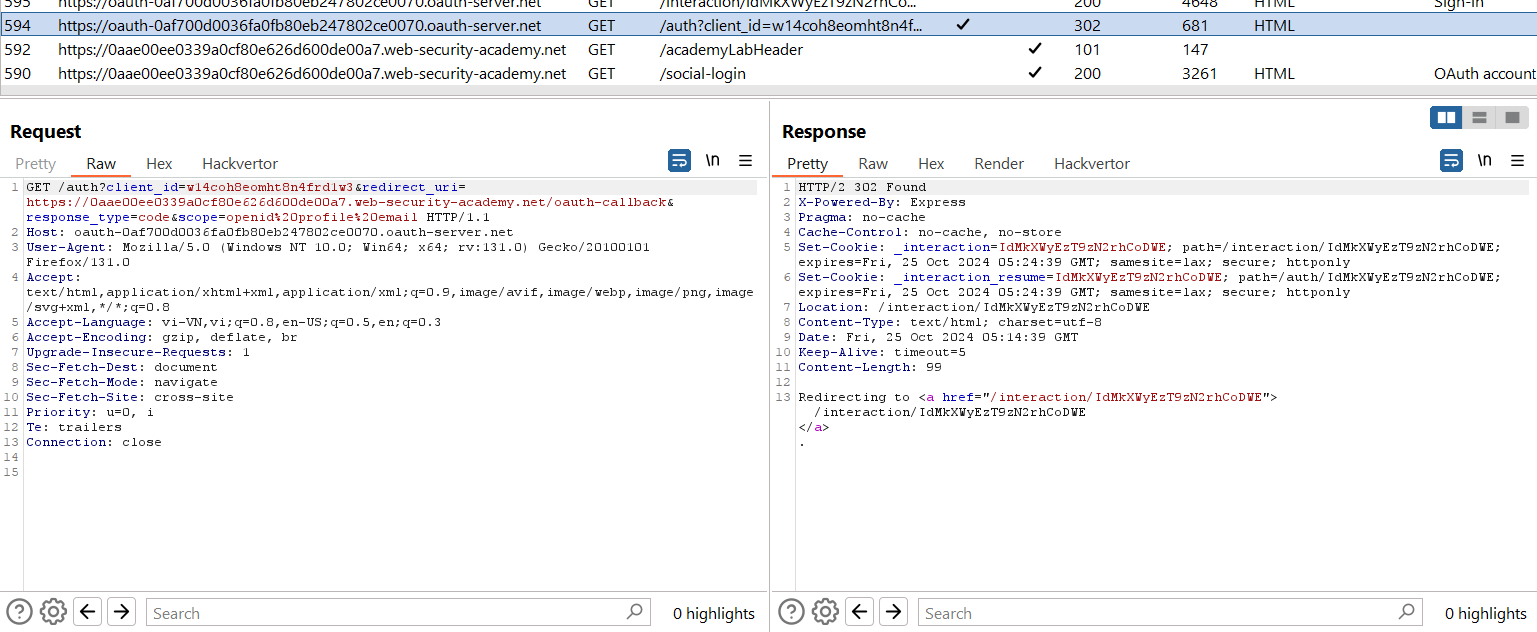 595 https://oauth-0af700d0036fa0fb80eb247802ce0070.oauth-server.net GET /interaction/IdMkXWyEzT9zN2rhCo... 200 4648 HTML Sign-in
594 https://oauth-0af700d0036fa0fb80eb247802ce0070.oauth-server.net GET /auth?client_id=w14coh8eomht8n4f... ✓ 302 681 HTML
592 https://0aae00ee0339a0cf80e626d600de00a7.web-security-academy.net GET /academyLabHeader ✓ 101 147
590 https://0aae00ee0339a0cf80e626d600de00a7.web-security-academy.net GET /social-login ✓ 200 3261 HTML OAuth account
Request
Pretty Raw Hex Hackvertor \n
1 GET /auth?client_id=w14coh8eomht8n4frd1w3&redirect_uri=
https://0aae00ee0339a0cf80e626d600de00a7.web-security-academy.net/oauth-callback&
response_type=code&scope=openid%20profile%20email HTTP/1.1
2 Host: oauth-0af700d0036fa0fb80eb247802ce0070.oauth-server.net
3 User-Agent: Mozilla/5.0 (Windows NT 10.0; Win64; x64; rv:131.0) Gecko/20100101
Firefox/131.0
4 Accept:
text/html,application/xhtml+xml,application/xml;q=0.9,image/avif,image/webp,image/png,image
/svg+xml,*/*;q=0.8
5 Accept-Language: vi-VN,vi;q=0.8,en-US;q=0.5,en;q=0.3
6 Accept-Encoding: gzip, deflate, br
7 Upgrade-Insecure-Requests: 1
8 Sec-Fetch-Dest: document
9 Sec-Fetch-Mode: navigate
10 Sec-Fetch-Site: cross-site
11 Priority: u=0, i
12 Te: trailers
13 Connection: close
14
15
Search 0 highlights
Response
Pretty Raw Hex Render Hackvertor \n
1 HTTP/2 302 Found
2 X-Powered-By: Express
3 Pragma: no-cache
4 Cache-Control: no-cache, no-store
5 Set-Cookie: _interaction=IdMkXWyEzT9zN2rhCoDWE; path=/interaction/IdMkXWyEzT9zN2rhCoDWE;
expires=Fri, 25 Oct 2024 05:24:39 GMT; samesite=lax; secure; httponly
6 Set-Cookie: _interaction_resume=IdMkXWyEzT9zN2rhCoDWE; path=/auth/IdMkXWyEzT9zN2rhCoDWE;
expires=Fri, 25 Oct 2024 05:24:39 GMT; samesite=lax; secure; httponly
7 Location: /interaction/IdMkXWyEzT9zN2rhCoDWE
8 Content-Type: text/html; charset=utf-8
9 Date: Fri, 25 Oct 2024 05:14:39 GMT
10 Keep-Alive: timeout=5
11 Content-Length: 99
12
13 Redirecting to <a href="/interaction/IdMkXWyEzT9zN2rhCoDWE">
/interaction/IdMkXWyEzT9zN2rhCoDWE
</a>
.
Search 0 highlights